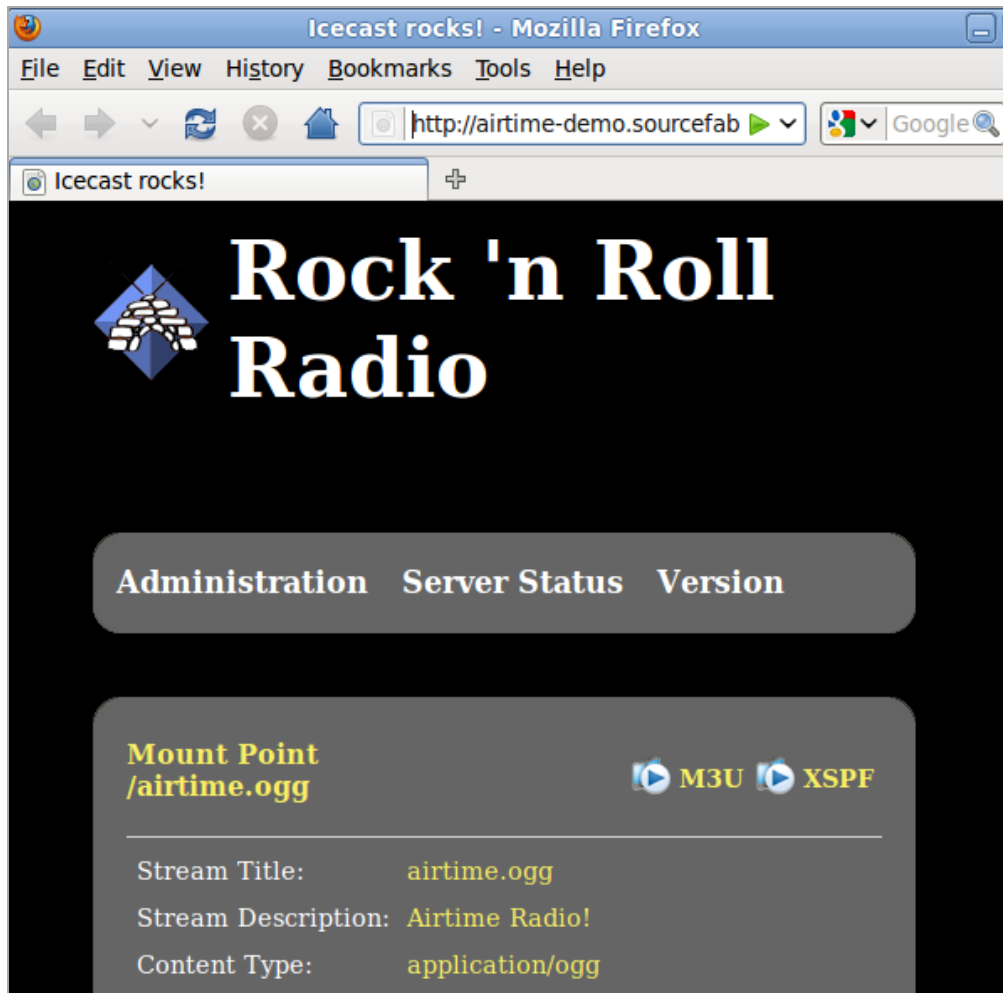 Icecast rocks! - Mozilla Firefox
File Edit View History Bookmarks Tools Help
http://airtime-demo.sourcefab Google
Icecast rocks!
Rock 'n Roll
Radio
Administration Server Status Version
Mount Point
/airtime.ogg
M3U XSPF
Stream Title: airtime.ogg
Stream Description: Airtime Radio!
Content Type: application/ogg